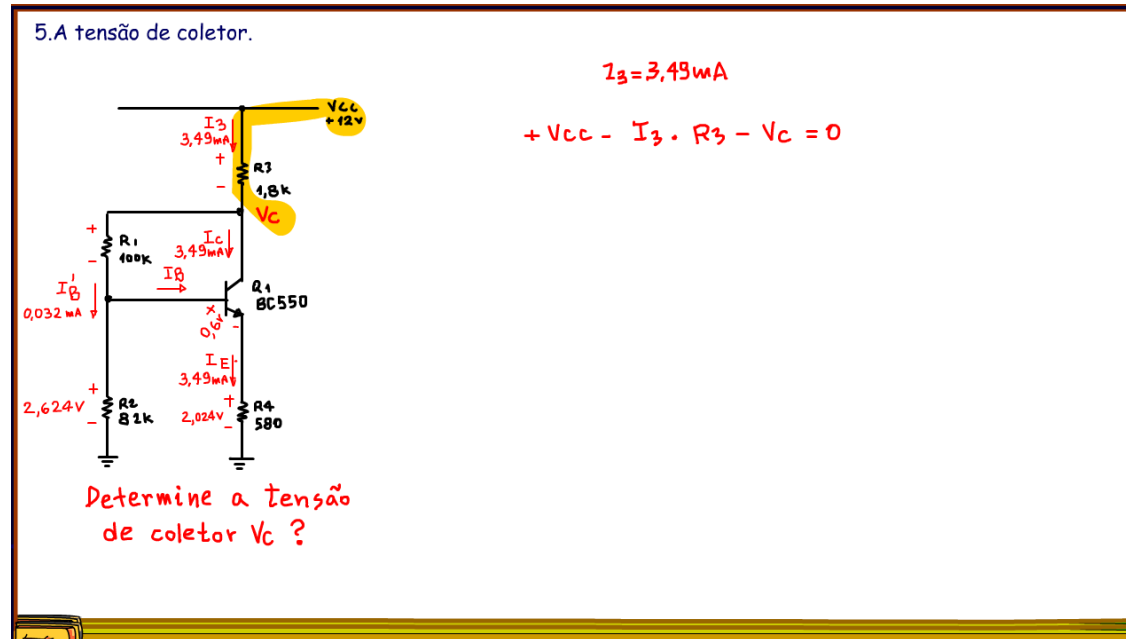 5.A tensão de coletor.
I3=3,49mA
+ Vcc - I3 . R3 - Vc = 0
VCC
+12V
I3
3,49mA
+
-
R3
1,8K
Vc
+
-
R1
100K
Ic
3,49mA
IB
IB'
0,032 mA
Q1
BC550
+
0,6V
-
IE
3,49mA
+
2,624V
-
R2
82K
+
2,024V
-
R4
580
Determine a tensão
de coletor Vc ?